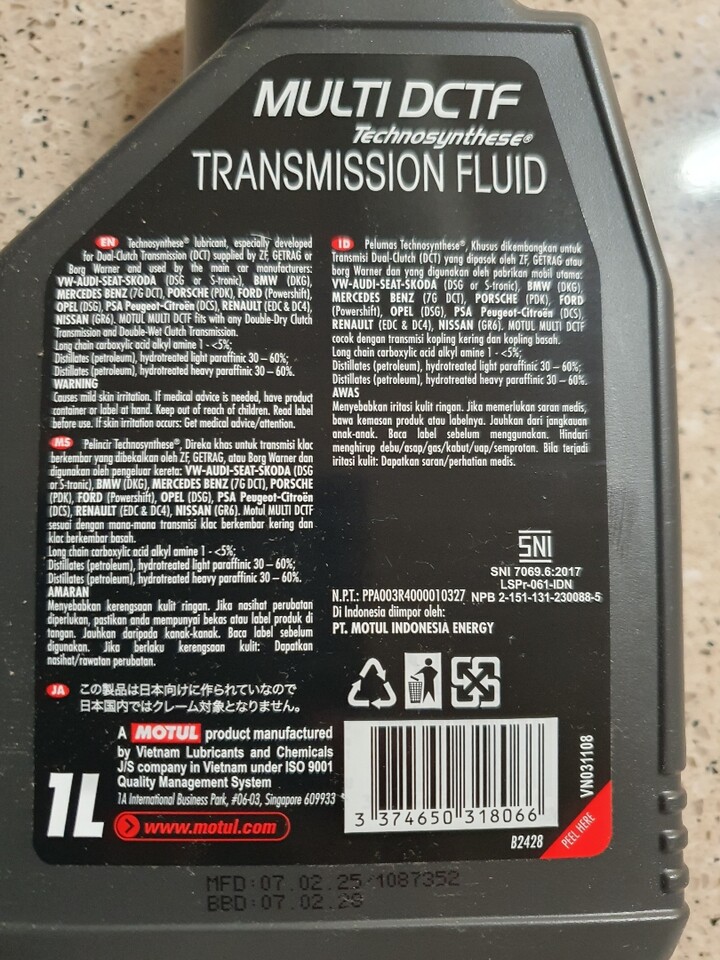 MULTI DCTF
Technosynthese®
TRANSMISSION FLUID
EN Technosynthese® lubricant, especially developed
for Dual-Clutch Transmission (DCT) supplied by ZF, GETRAG or
Borg Warner and used by the main car manufacturers:
VW-AUDI-SEAT-SKODA (DSG or S-tronic), BMW (DKG),
MERCEDES BENZ (7G DCT), PORSCHE (PDK), FORD (Powershift),
OPEL (DSG), PSA Peugeot-Citroën (DCS), RENAULT (EDC & DC4),
NISSAN (GR6). MOTUL MULTI DCTF fits with any Double-Dry Clutch
Transmission and Double-Wet Clutch Transmission.
Long chain carboxylic acid alkyl amine 1 - <5%;
Distillates (petroleum), hydrotreated light paraffinic 30 – 60%;
Distillates (petroleum), hydrotreated heavy paraffinic 30 – 60%.
WARNING
Causes mild skin irritation. If medical advice is needed, have product
container or label at hand. Keep out of reach of children. Read label
before use. If skin irritation occurs: Get medical advice/attention.
MS Pelincir Technosynthese®, Direka khas untuk transmisi klac
berkembar yang dibekalkan oleh ZF, GETRAG, atau Borg Warner dan
digunakan oleh pengeluar kereta: VW-AUDI-SEAT-SKODA (DSG
or S-tronic), BMW (DKG), MERCEDES BENZ (7G DCT), PORSCHE
(PDK), FORD (Powershift), OPEL (DSG), PSA Peugeot-Citroën
(DCS), RENAULT (EDC & DC4), NISSAN (GR6). Motul MULTI DCTF
sesuai dengan mana-mana transmisi klac berkembar kering dan
klac berkembar basah.
Long chain carboxylic acid alkyl amine 1 - <5%;
Distillates (petroleum), hydrotreated light paraffinic 30 – 60%;
Distillates (petroleum), hydrotreated heavy paraffinic 30 – 60%.
AMARAN
Menyebabkan kerengsaan kulit ringan. Jika nasihat perubatan
diperlukan, pastikan anda mempunyai bekas atau label produk di
tangan. Jauhkan daripada kanak-kanak. Baca label sebelum
digunakan. Jika berlaku kerengsaan kulit: Dapatkan
nasihat/rawatan perubatan.
ID Pelumas Technosynthese®, Khusus dikembangkan untuk
Transmisi Dual-Clutch (DCT) yang dipasok oleh ZF, GETRAG atau
borg Warner dan yang digunakan oleh pabrikan mobil utama:
VW-AUDI-SEAT-SKODA (DSG or S-tronic), BMW (DKG),
MERCEDES BENZ (7G DCT), PORSCHE (PDK), FORD
(Powershift), OPEL (DSG), PSA Peugeot-Citroën (DCS),
RENAULT (EDC & DC4), NISSAN (GR6). MOTUL MULTI DCTF
cocok dengan transmisi kopling kering dan kopling basah.
Long chain carboxylic acid alkyl amine 1 - <5%;
Distillates (petroleum), hydrotreated light paraffinic 30 – 60%;
Distillates (petroleum), hydrotreated heavy paraffinic 30 – 60%.
AWAS
Menyebabkan iritasi kulit ringan. Jika memerlukan saran medis,
bawa kemasan produk atau labelnya. Jauhkan dari jangkauan
anak-anak. Baca label sebelum menggunakan. Hindari
menghirup debu/asap/gas/kabut/uap/semprotan. Bila terjadi
iritasi kulit: Dapatkan saran/perhatian medis.
SNI
SNI 7069.6:2017
LSPr-061-IDN
N.P.T.: PPA003R4000010327 NPB 2-151-131-230088-5
Di Indonesia diimpor oleh:
PT. MOTUL INDONESIA ENERGY
JA この製品は日本向けに作られていなので
日本国内ではクレーム対象となりません。
A MOTUL product manufactured
by Vietnam Lubricants and Chemicals
J/S company in Vietnam under ISO 9001
Quality Management System
1A International Business Park, #06-03, Singapore 609933
1L
www.motul.com
3 374650 318066
B2428
VN031108
PEEL HERE
MFD:07.02.25 1087352
BBD:07.02.28